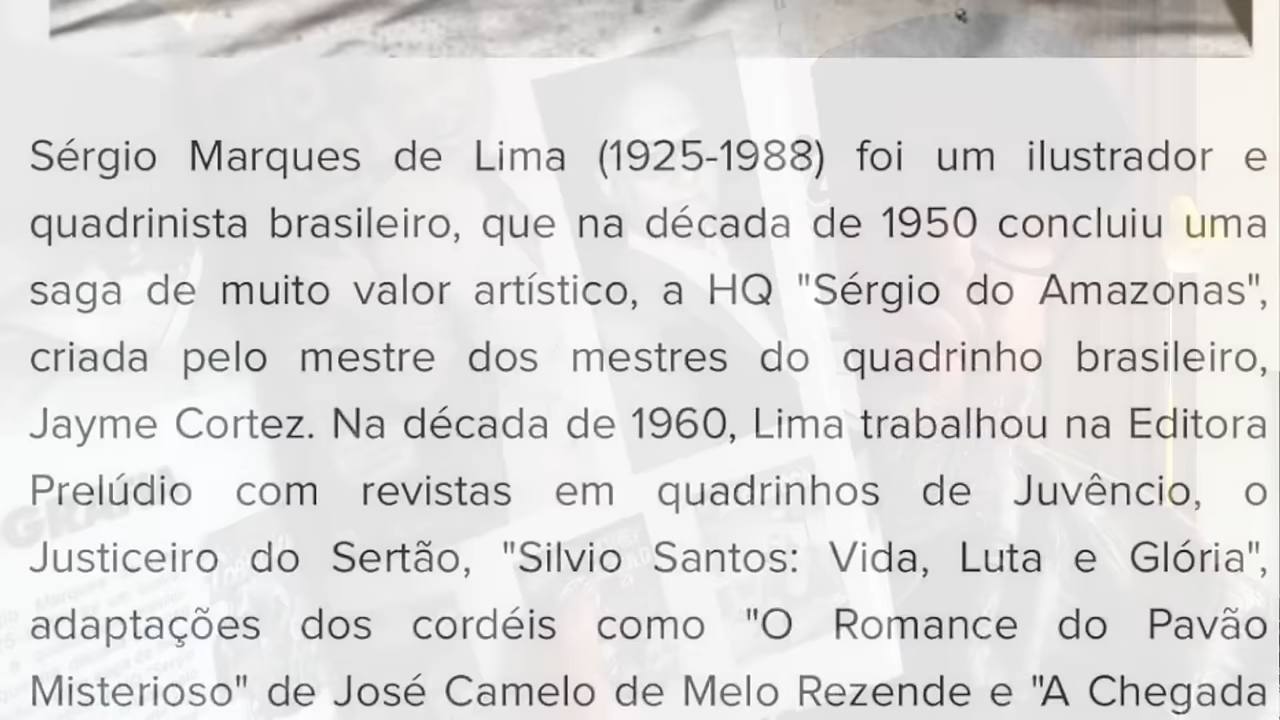 Sérgio Marques de Lima (1925-1988) foi um ilustrador e
quadrinista brasileiro, que na década de 1950 concluiu uma
saga de muito valor artístico, a HQ "Sérgio do Amazonas",
criada pelo mestre dos mestres do quadrinho brasileiro,
Jayme Cortez. Na década de 1960, Lima trabalhou na Editora
Prelúdio com revistas em quadrinhos de Juvêncio, o
Justiceiro do Sertão, "Silvio Santos: Vida, Luta e Glória",
adaptações dos cordéis como "O Romance do Pavão
Misterioso" de José Camelo de Melo Rezende e "A Chegada